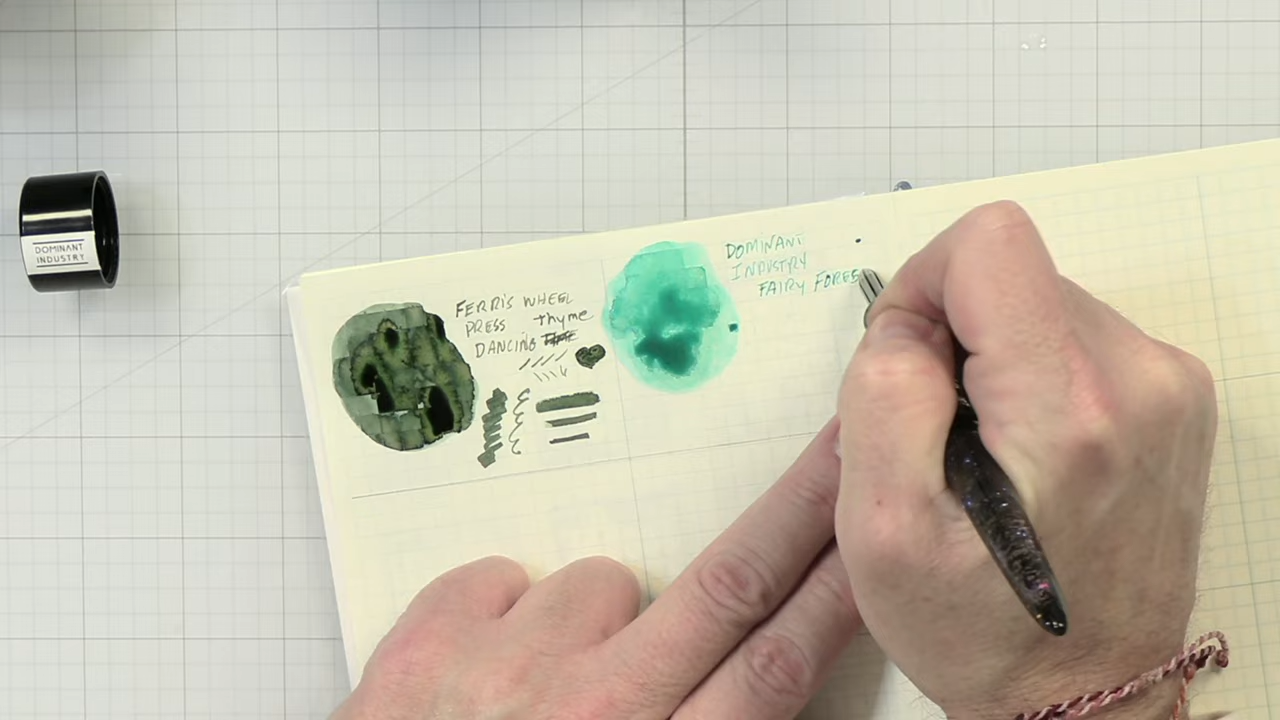 DOMINANT
INDUSTRY
FERRIS WHEEL
PRESS thyme
DANCING
DOMINANT
INDUSTRY
FAIRY FORES